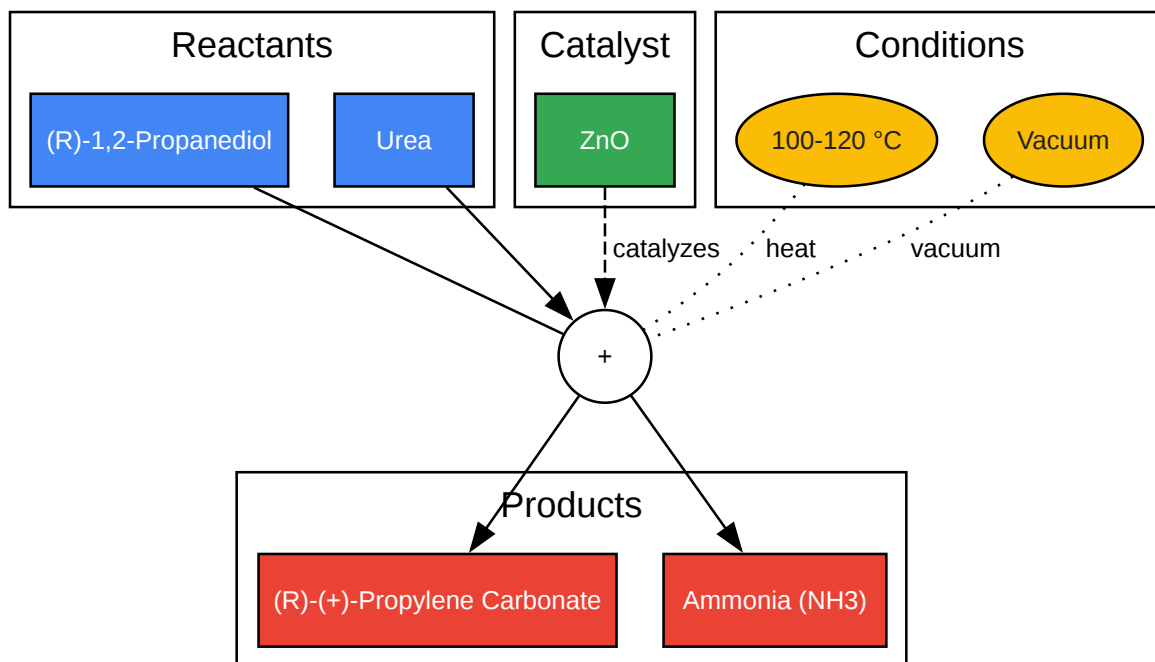 Reactants
Catalyst
Conditions
(R)-1,2-Propanediol
Urea
ZnO
100-120 °C
Vacuum
catalyzes
heat
vacuum
+
Products
(R)-(+)-Propylene Carbonate
Ammonia (NH3)